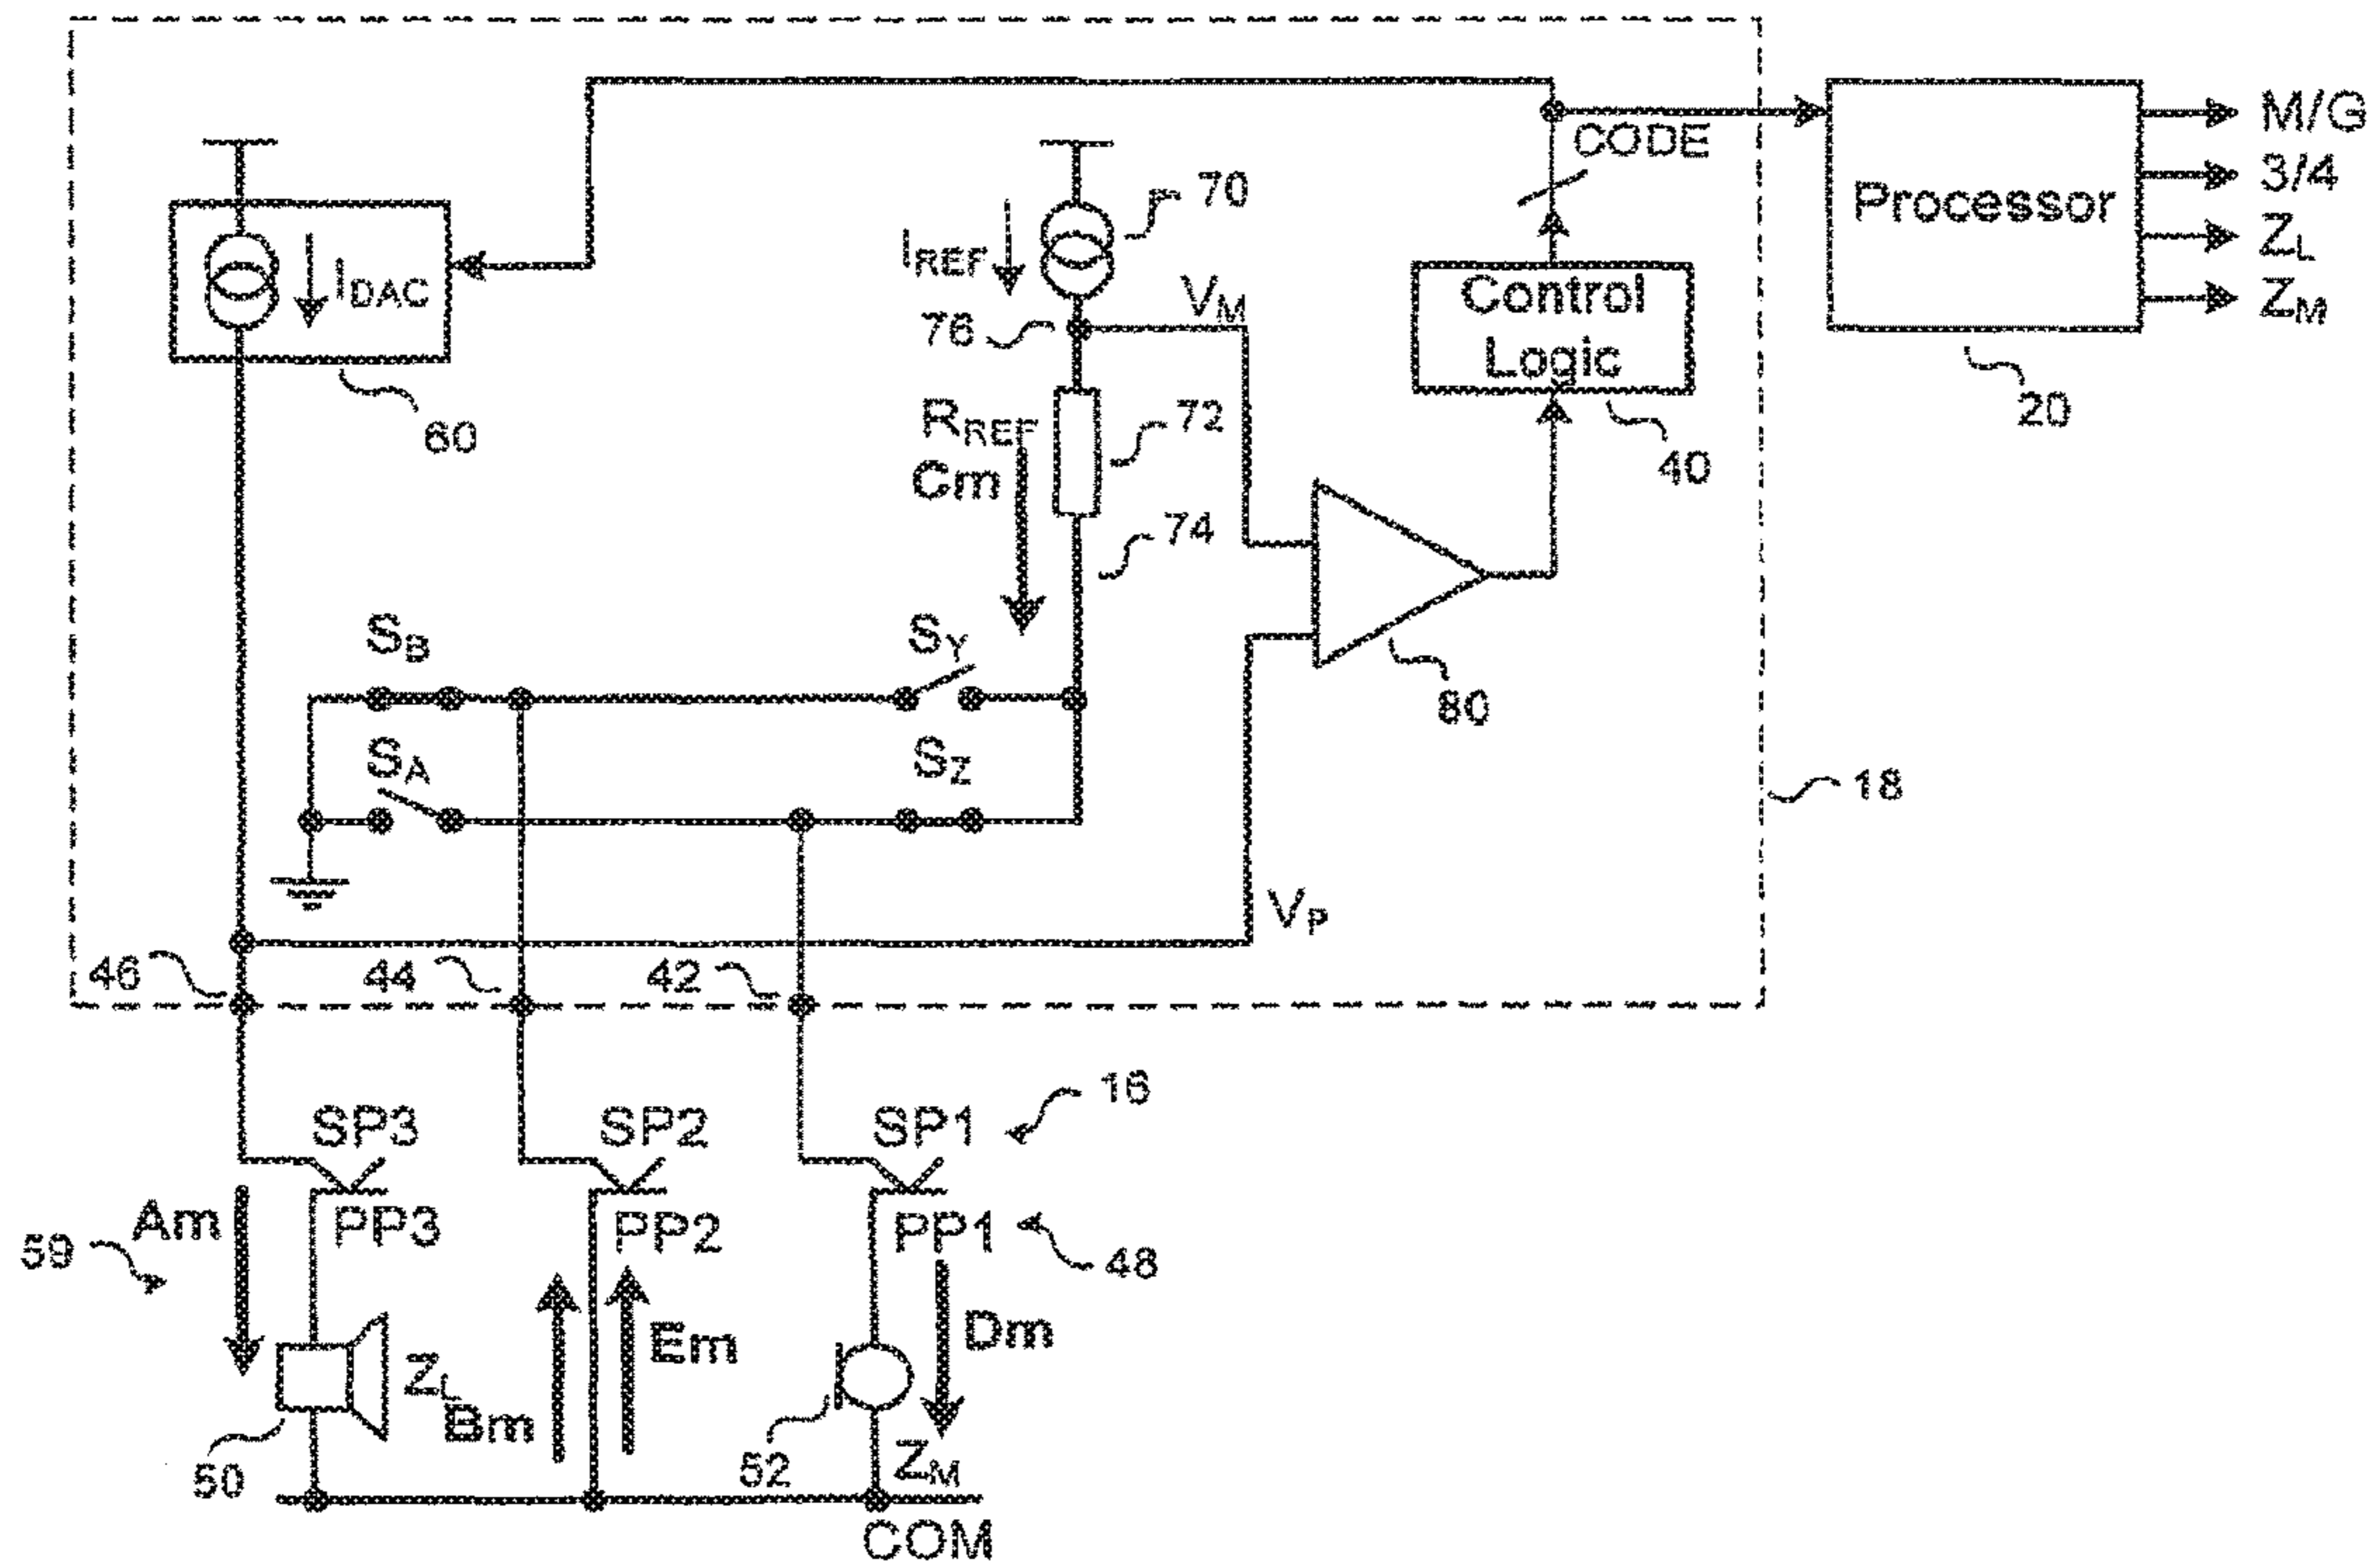 M/G
CODE
3/4
Processor
70
I_REF
Z_L
I_DAC
V_M
Control
Logic
Z_M
76
60
R_REF
72
20
Cm
40
74
S_B
S_Y
80
S_A
S_Z
18
V_P
46
44
42
16
SP3
SP2
SP1
Am
PP3
PP2
PP1
59
48
Em
Dm
Z_L
Bm
50
52
Z_M
COM